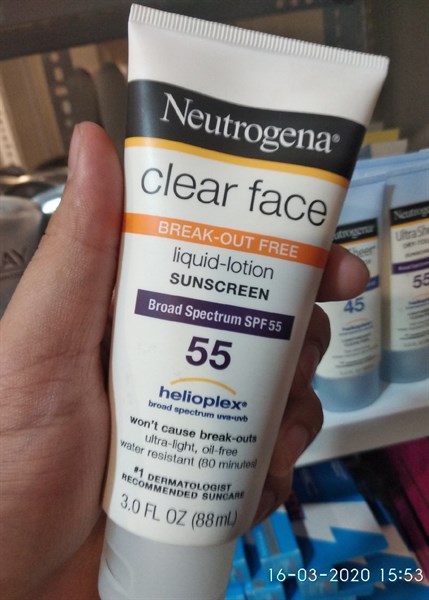 Neutrogena®
clear face
BREAK-OUT FREE
liquid-lotion
SUNSCREEN
Broad Spectrum SPF 55
55
helioplex®
broad spectrum uva•uvb
won't cause break-outs
ultra-light, oil-free
water resistant (80 minutes)
#1 DERMATOLOGIST
RECOMMENDED SUNCARE
3.0 FL OZ (88mL)
45
55
16-03-2020 15:53